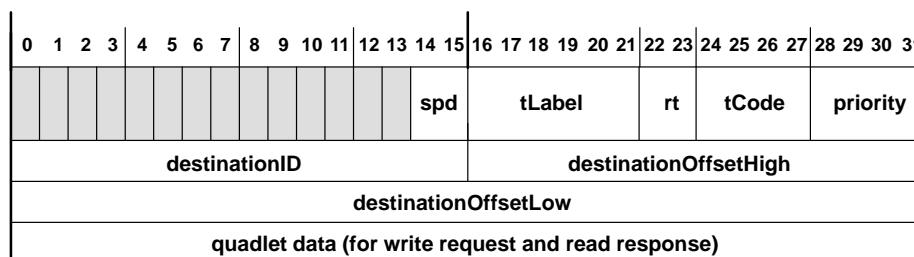 0 1 2 3 4 5 6 7 8 9 10 11 12 13 14 15 16 17 18 19 20 21 22 23 24 25 26 27 28 29 30 31
spd tLabel rt tCode priority
destinationID destinationOffsetHigh
destinationOffsetLow
quadlet data (for write request and read response)